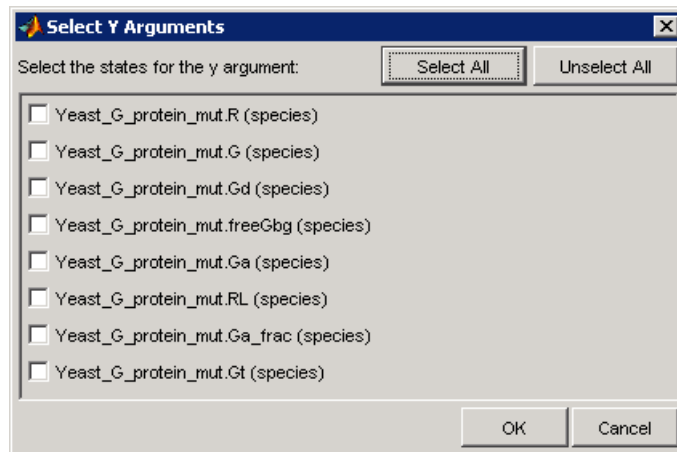 Select Y Arguments
Select the states for the y argument: Select All Unselect All
Yeast_G_protein_mut.R (species)
Yeast_G_protein_mut.G (species)
Yeast_G_protein_mut.Gd (species)
Yeast_G_protein_mut.freeGbg (species)
Yeast_G_protein_mut.Ga (species)
Yeast_G_protein_mut.RL (species)
Yeast_G_protein_mut.Ga_frac (species)
Yeast_G_protein_mut.Gt (species)
OK Cancel